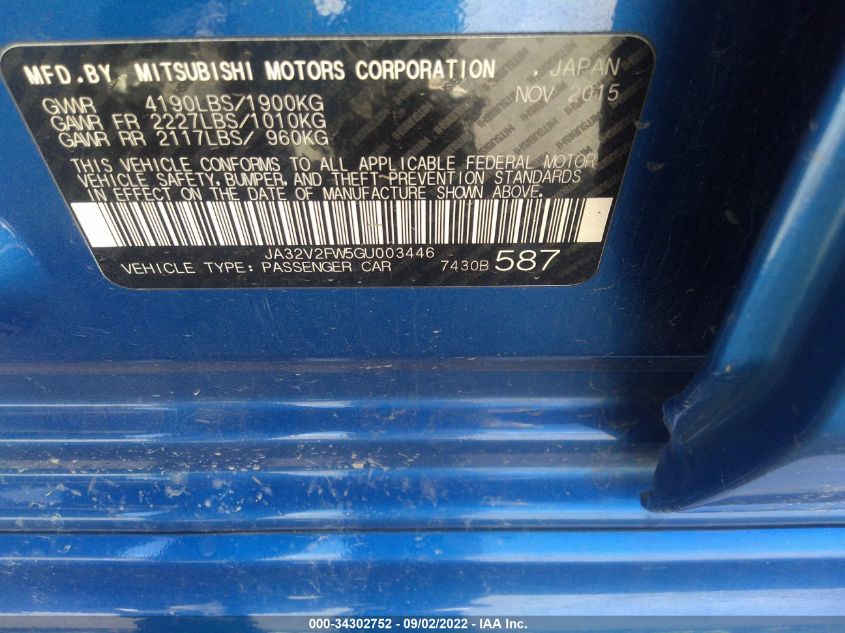 MFD.BY MITSUBISHI MOTORS CORPORATION , JAPAN
NOV 2015
GVWR 4190LBS/1900KG
GAWR FR 2227LBS/1010KG
GAWR RR 2117LBS/ 960KG
THIS VEHICLE CONFORMS TO ALL APPLICABLE FEDERAL MOTOR
VEHICLE SAFETY, BUMPER, AND THEFT PREVENTION STANDARDS
IN EFFECT ON THE DATE OF MANUFACTURE SHOWN ABOVE.
JA32V2FW5GU003446
VEHICLE TYPE: PASSENGER CAR 7430B 587
000-34302752 - 09/02/2022 - IAA Inc.